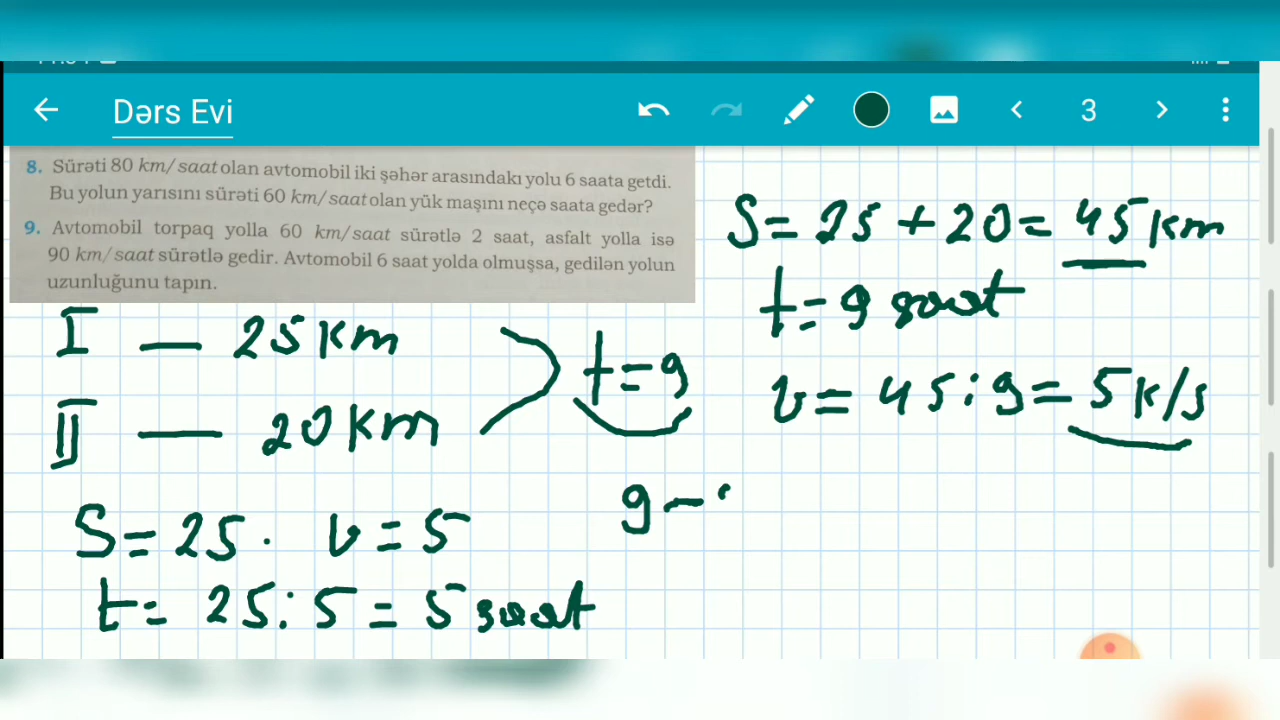 Dərs Evi
3
8. Sürəti 80 km/saat olan avtomobil iki şəhər arasındakı yolu 6 saata getdi.
Bu yolun yarısını sürəti 60 km/saat olan yük maşını neçə saata gedər?
9. Avtomobil torpaq yolla 60 km/saat sürətlə 2 saat, asfalt yolla isə
90 km/saat sürətlə gedir. Avtomobil 6 saat yolda olmuşsa, gedilən yolun
uzunluğunu tapın.
I — 25 km
II — 20 km
t = 9
S = 25 . v = 5
t = 25 : 5 = 5 saat
S = 25 + 20 = 45 km
t = 9 saat
v = 45 : 9 = 5 k/s
9 –